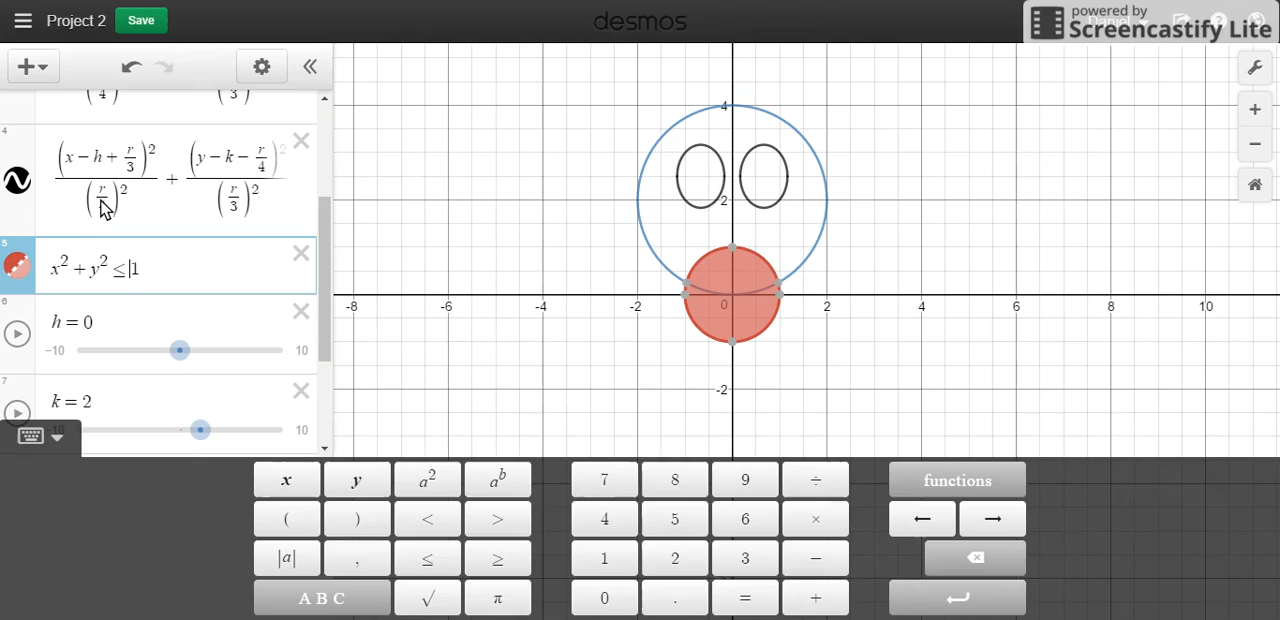 Project 2 Save desmos powered by
Screencastify Lite
( 4 ) ( 3 )
4
(x − h + r/3)² / (r/ )² + (y − k − r/4)² / (r/3)²
5
x² + y² ≤ 1
6
h = 0
−10 10
7
k = 2
−10 10
4
2
-8 -6 -4 -2 0 2 4 6 8 10
-2
x y a² aᵇ 7 8 9 ÷ functions
( ) < > 4 5 6 × ← →
|a| , ≤ ≥ 1 2 3 −
A B C √ π 0 . = +